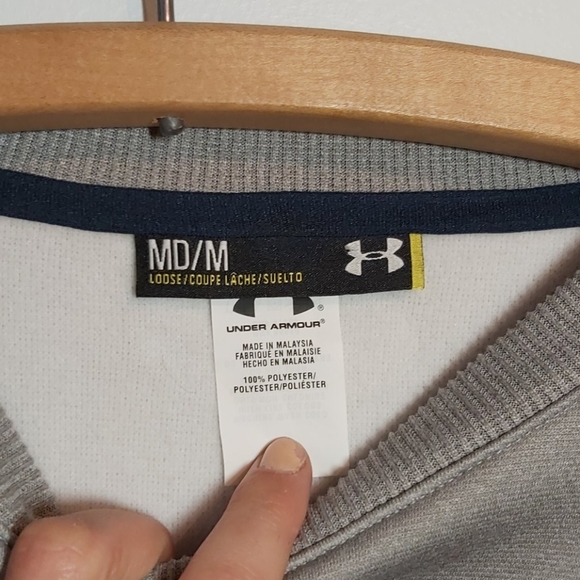 MD/M
LOOSE/COUPE LÂCHE/SUELTO
®
UNDER ARMOUR®
MADE IN MALAYSIA
FABRIQUÉ EN MALAISIE
HECHO EN MALASIA
100% POLYESTER/
POLYESTER/POLIÉSTER